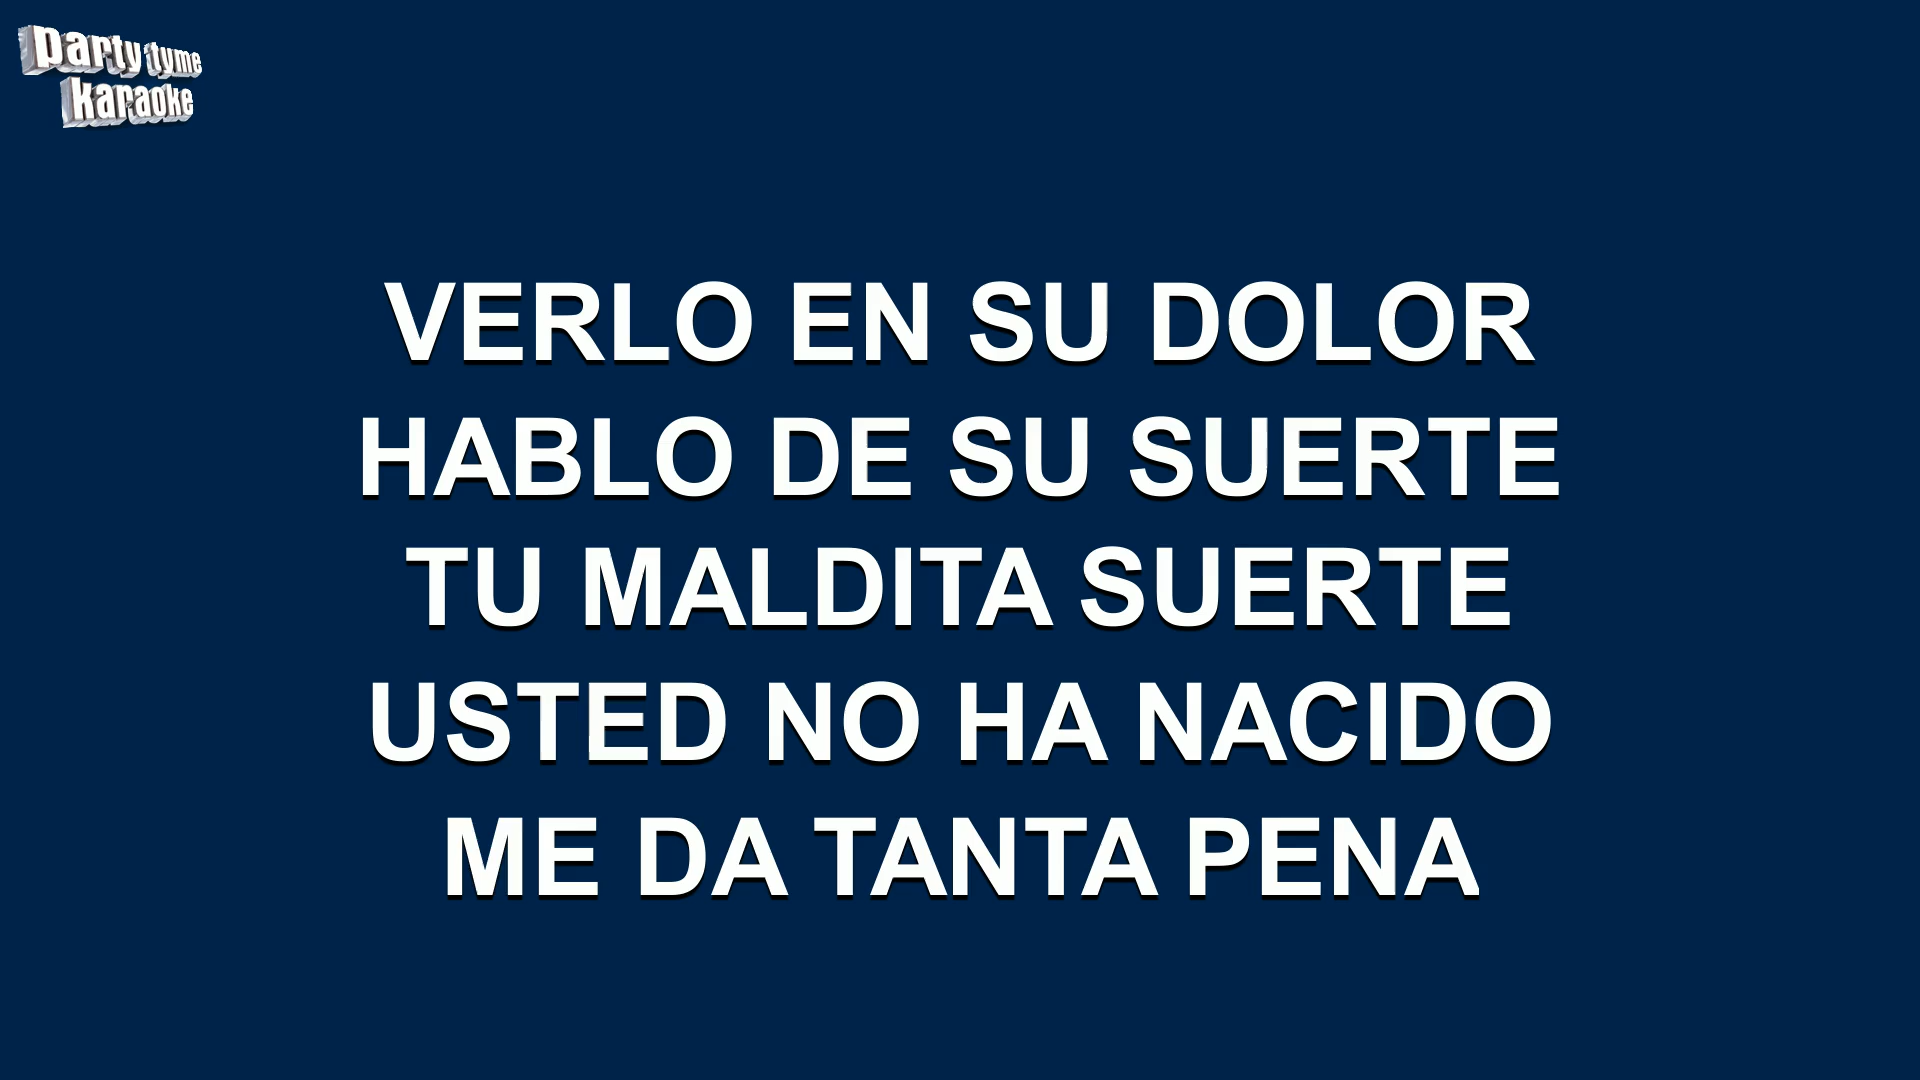 party tyme
karaoke
VERLO EN SU DOLOR
HABLO DE SU SUERTE
TU MALDITA SUERTE
USTED NO HA NACIDO
ME DA TANTA PENA